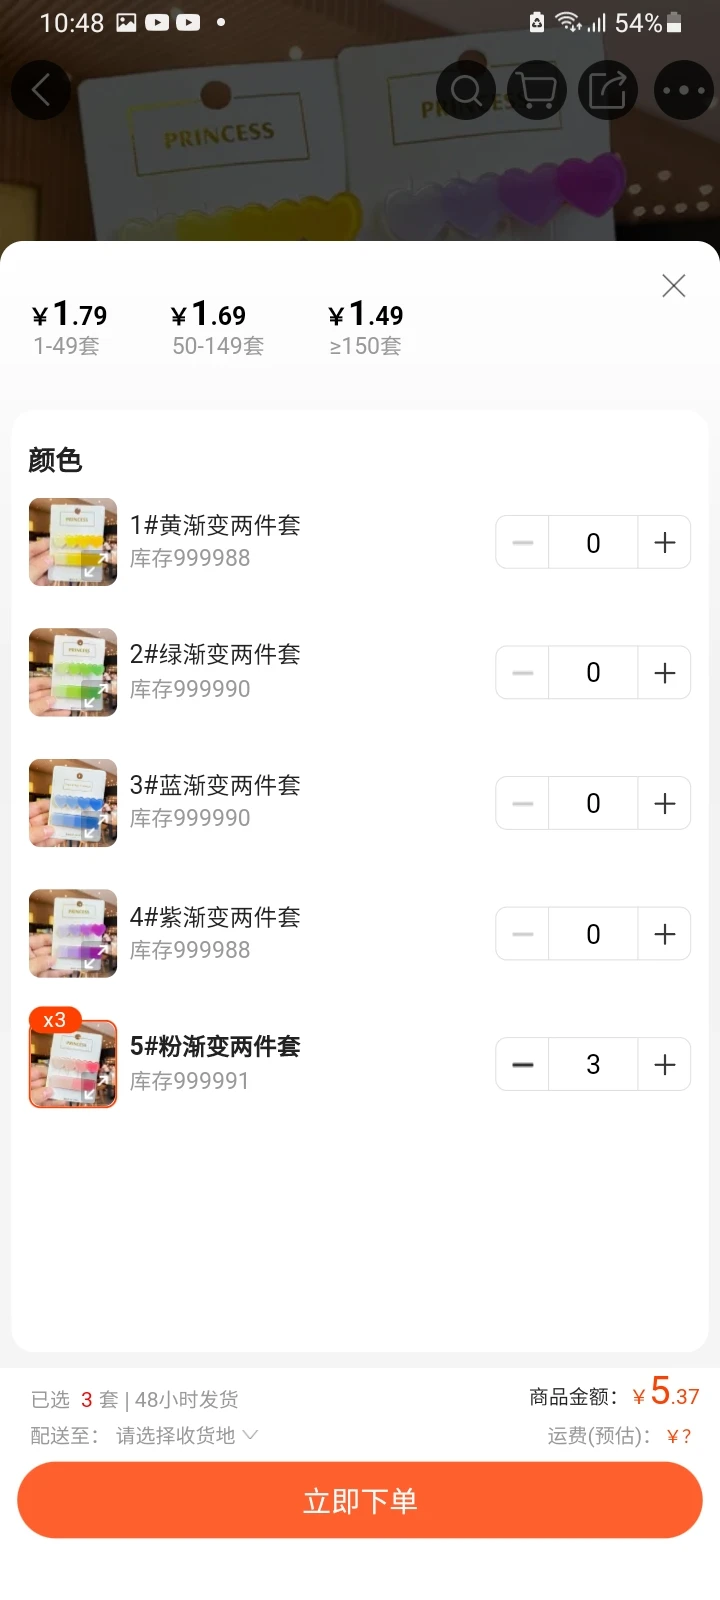 10:48 54%
PRINCESS PRINCESS
¥1.79 ¥1.69 ¥1.49
1-49套 50-149套 ≥150套
颜色
1#黄渐变两件套
库存999988
0
2#绿渐变两件套
库存999990
0
3#蓝渐变两件套
库存999990
0
4#紫渐变两件套
库存999988
0
x3
5#粉渐变两件套
库存999991
3
已选 3 套 | 48小时发货 商品金额: ¥5.37
配送至: 请选择收货地 运费(预估): ¥?
立即下单